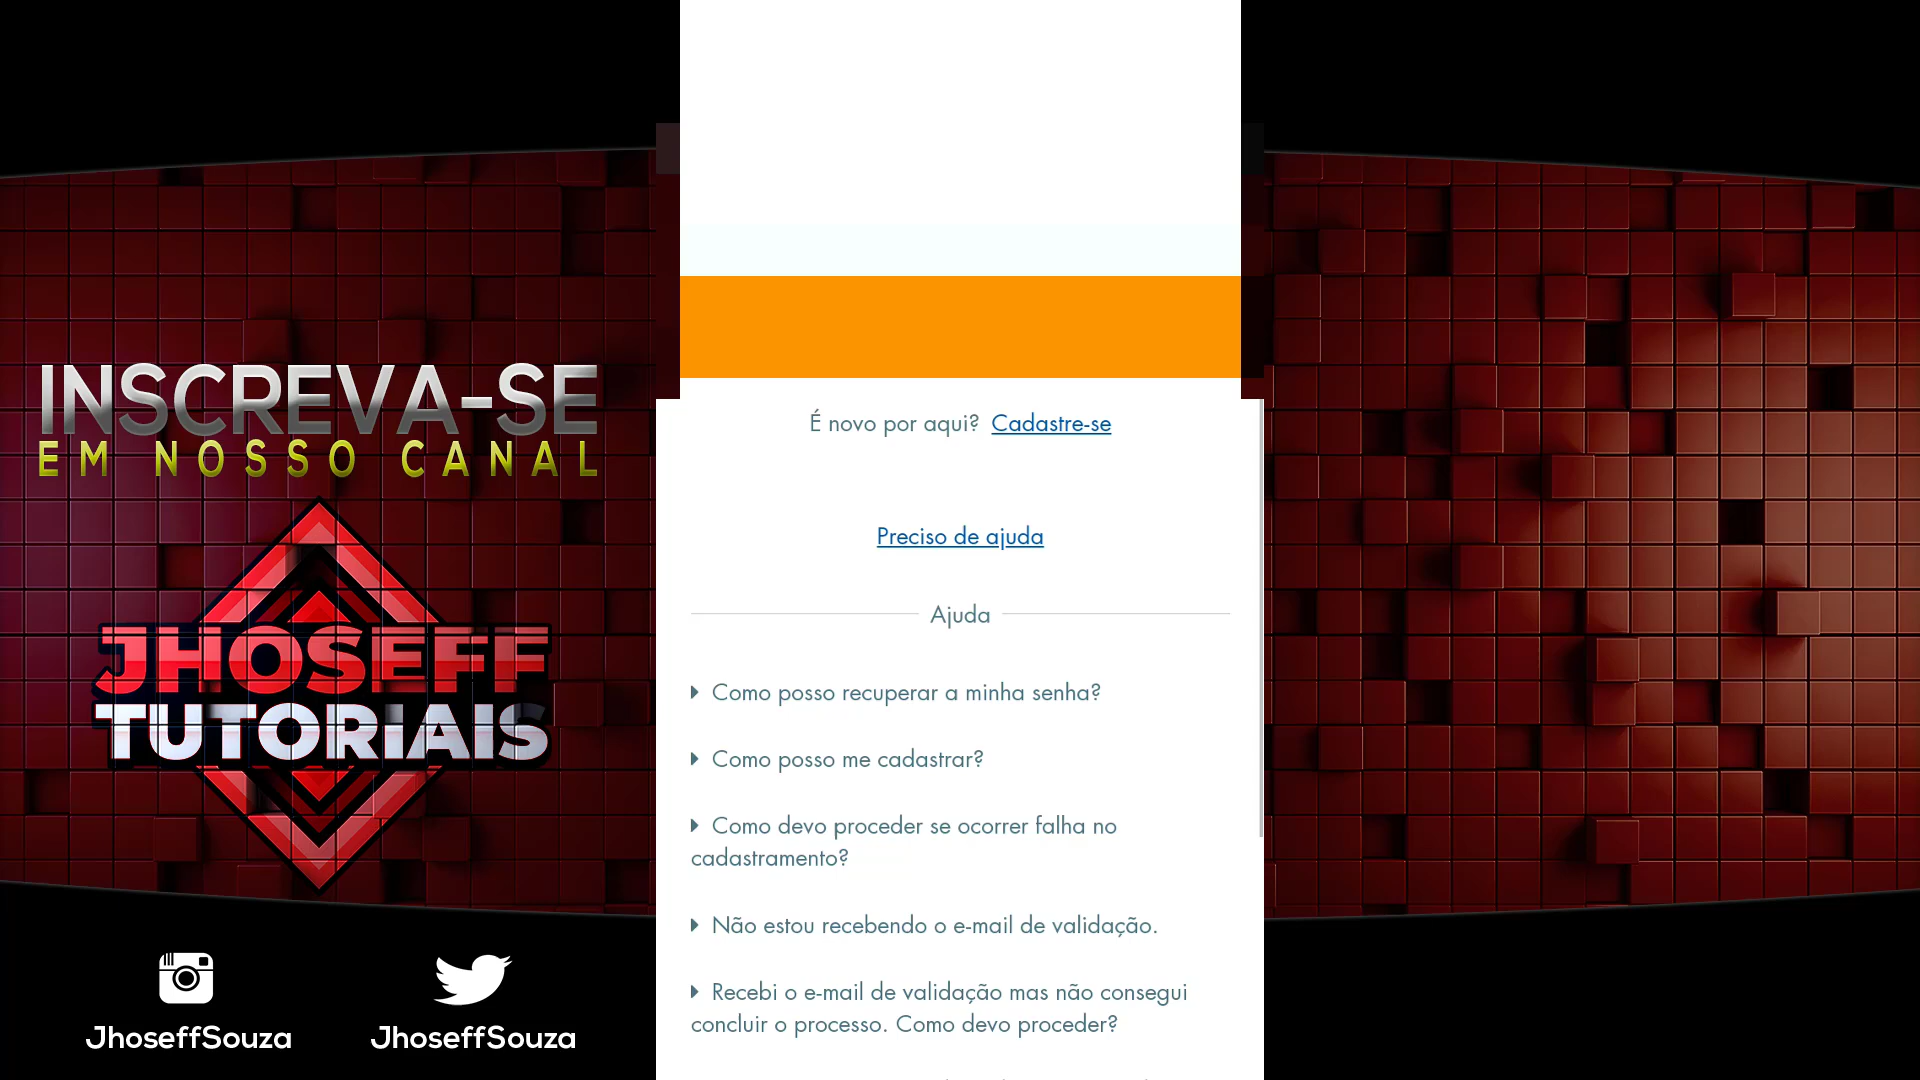 INSCREVA-SE
EM NOSSO CANAL
JHOSEFF
TUTORIAIS
JhoseffSouza
JhoseffSouza
É novo por aqui? Cadastre-se
Preciso de ajuda
Ajuda
Como posso recuperar a minha senha?
Como posso me cadastrar?
Como devo proceder se ocorrer falha no
cadastramento?
Não estou recebendo o e-mail de validação.
Recebi o e-mail de validação mas não consegui
concluir o processo. Como devo proceder?